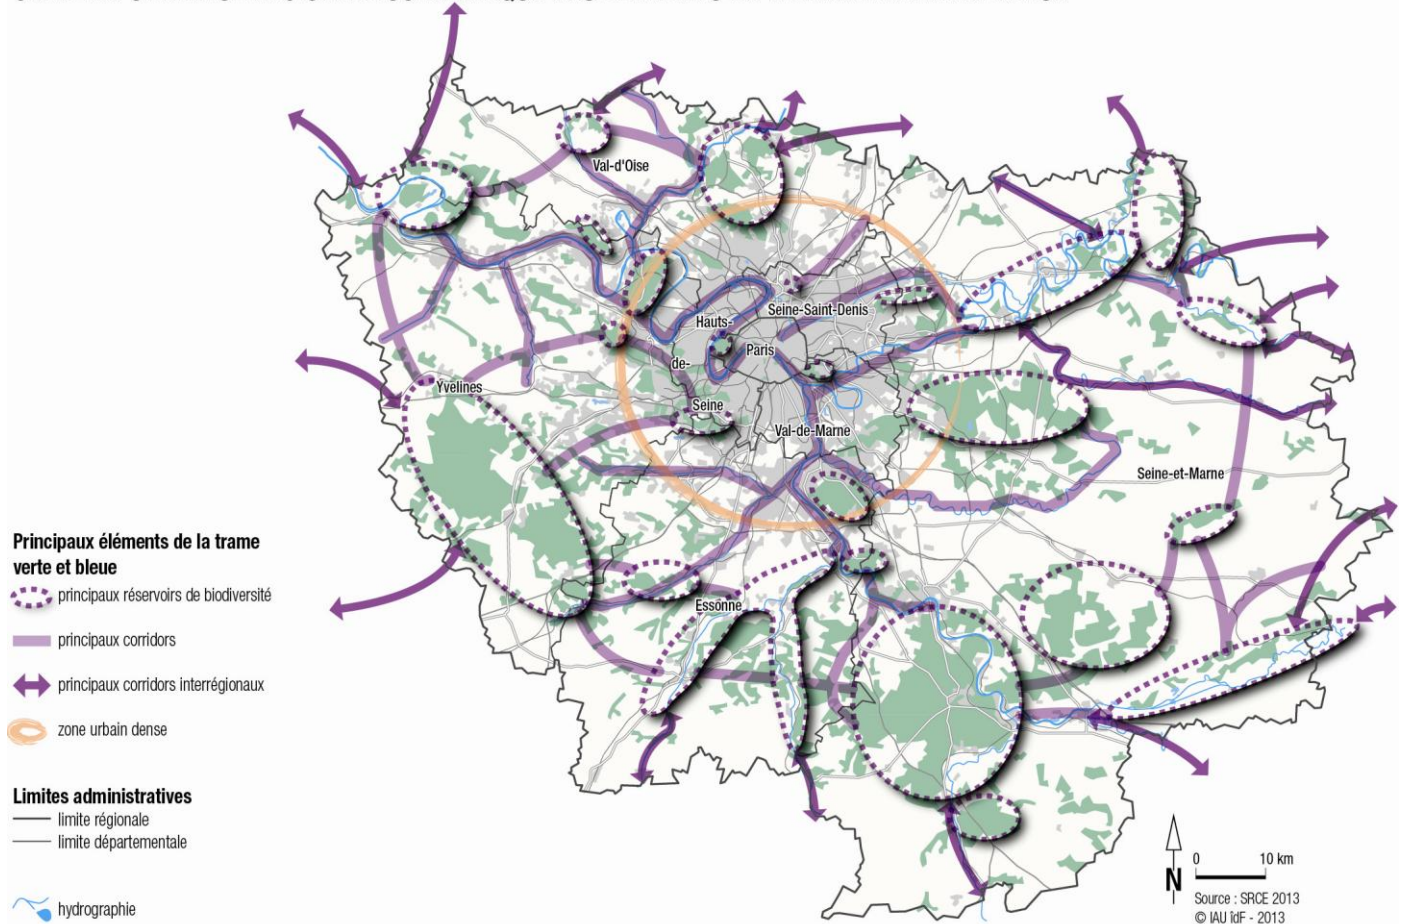 Val-d'Oise
Seine-Saint-Denis
Hauts-
Paris
de-
Yvelines
Seine
Val-de-Marne
Seine-et-Marne
Essonne
Principaux éléments de la trame
verte et bleue
principaux réservoirs de biodiversité
principaux corridors
principaux corridors interrégionaux
zone urbain dense
Limites administratives
limite régionale
limite départementale
hydrographie
N
0 10 km
Source : SRCE 2013
© IAU îdF - 2013